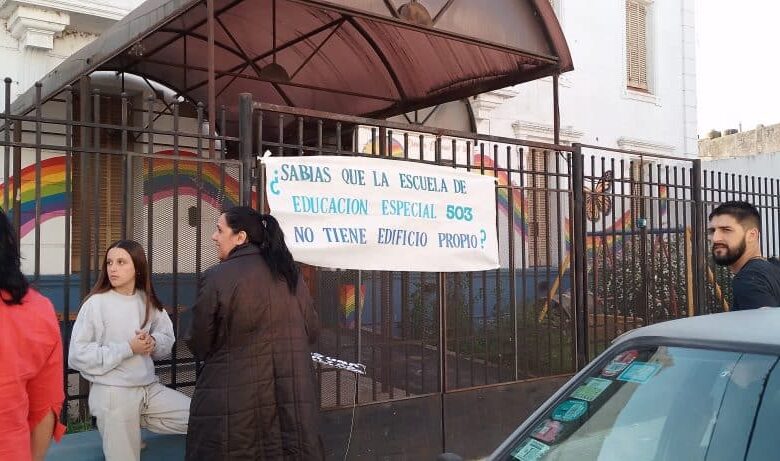 ¿SABIAS QUE LA ESCUELA DE
EDUCACION ESPECIAL 503
NO TIENE EDIFICIO PROPIO?